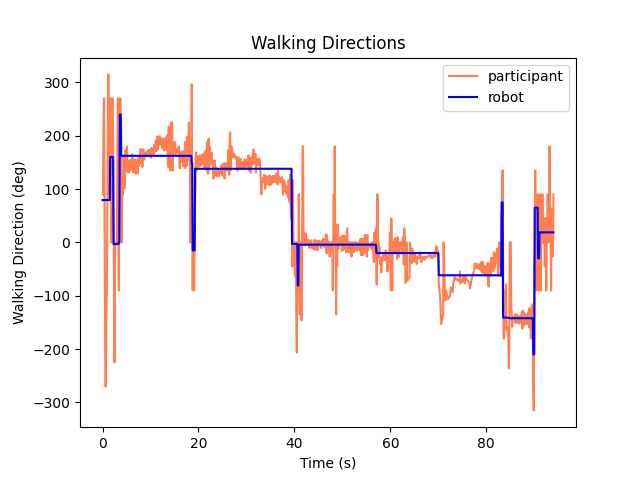 Walking Directions
participant
robot
Walking Direction (deg)
300
200
100
0
−100
−200
−300
0 20 40 60 80
Time (s)